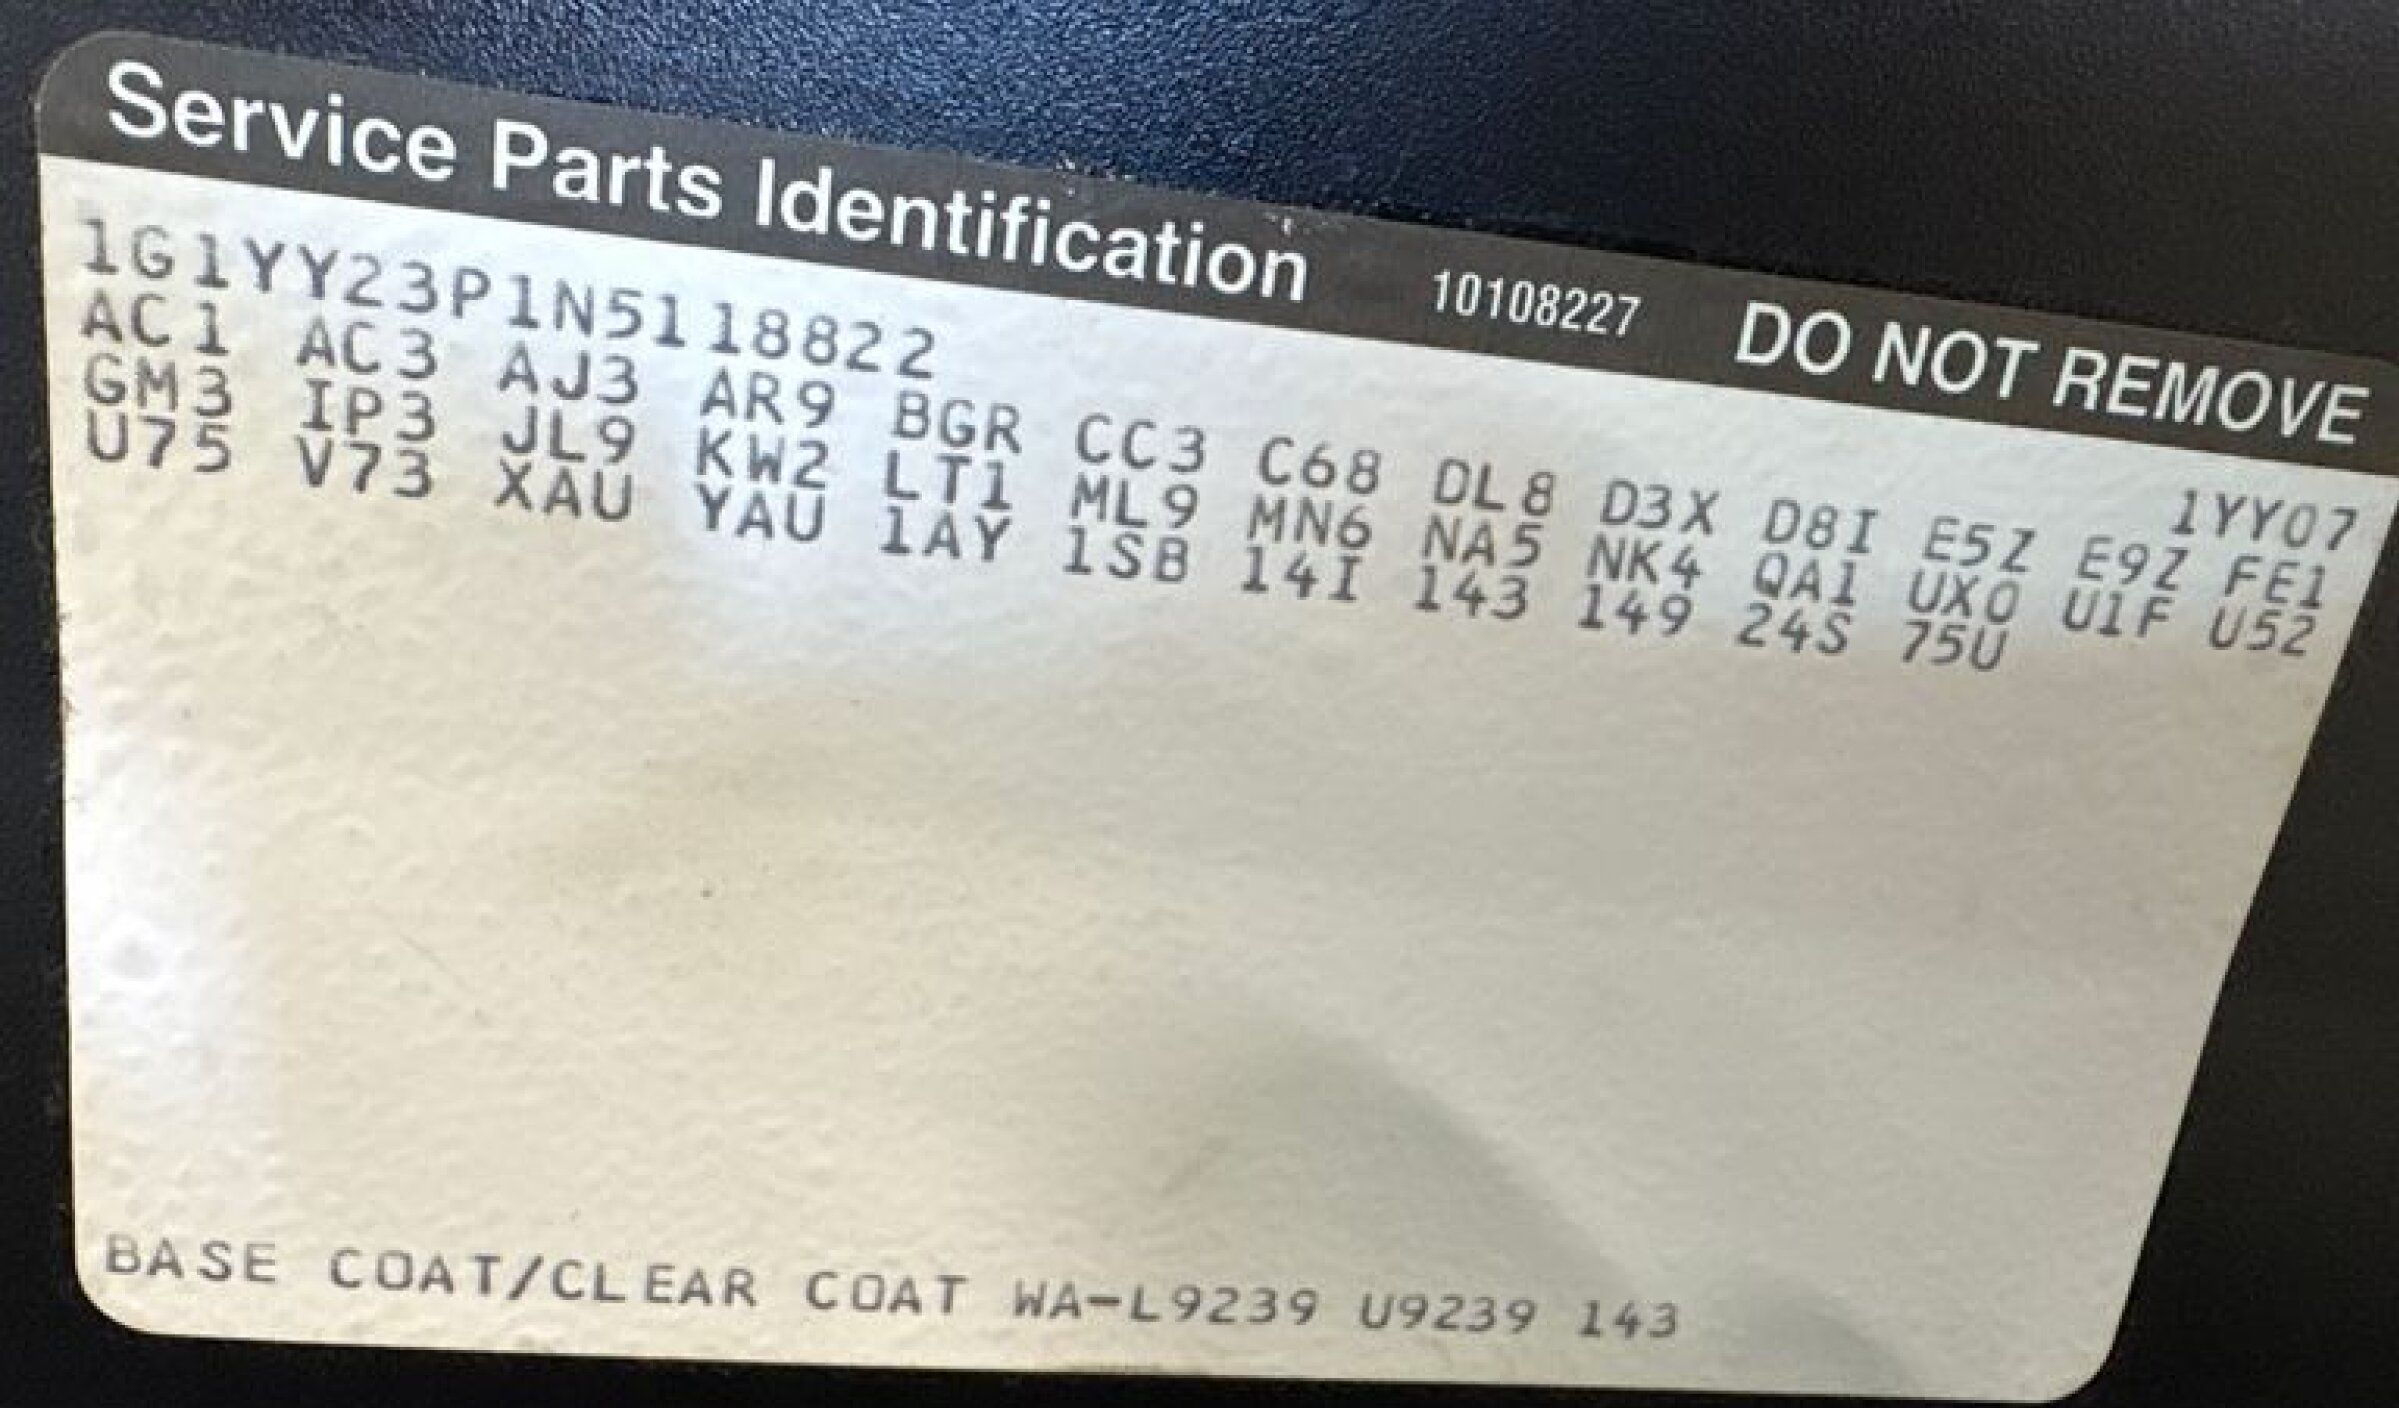 Service Parts Identification 10108227 DO NOT REMOVE
1G1YY23P1N5118822 1YY07
AC1 AC3 AJ3 AR9 BGR CC3 C68 DL8 D3X D8I E5Z E9Z FE1
GM3 IP3 JL9 KW2 LT1 ML9 MN6 NA5 NK4 QA1 UX0 U1F U52
U75 V73 XAU YAU 1AY 1SB 14I 143 149 24S 75U
BASE COAT/CLEAR COAT WA-L9239 U9239 143